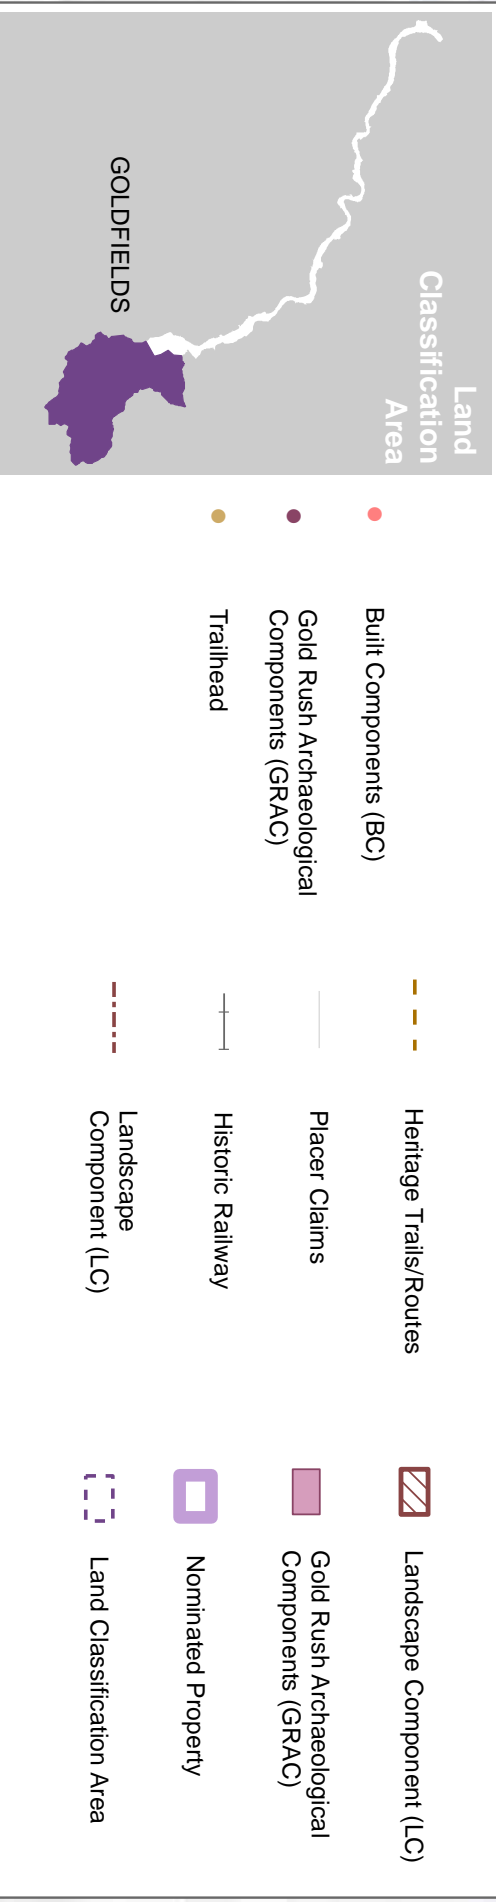 Land
Classification
Area
GOLDFIELDS
Built Components (BC)
Gold Rush Archaeological
Components (GRAC)
Trailhead
Heritage Trails/Routes
Placer Claims
Historic Railway
Landscape
Component (LC)
Landscape Component (LC)
Gold Rush Archaeological
Components (GRAC)
Nominated Property
Land Classification Area